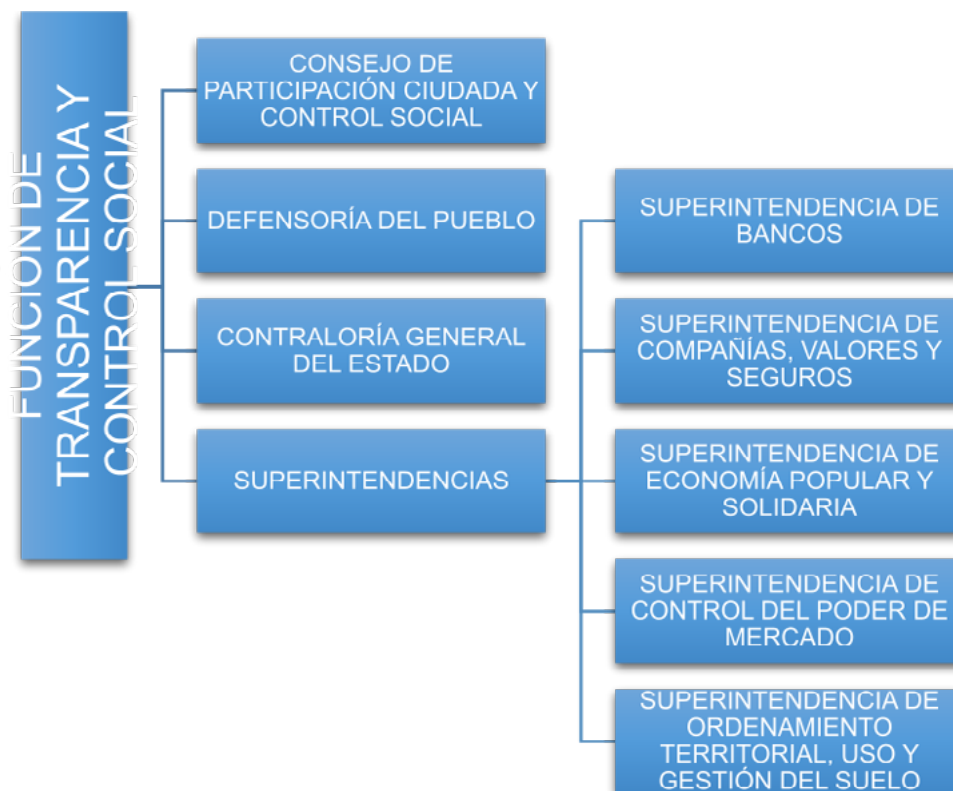 FUNCIÓN DE
TRANSPARENCIA Y
CONTROL SOCIAL
CONSEJO DE
PARTICIPACIÓN CIUDADA Y
CONTROL SOCIAL
DEFENSORÍA DEL PUEBLO
CONTRALORÍA GENERAL
DEL ESTADO
SUPERINTENDENCIAS
SUPERINTENDENCIA DE
BANCOS
SUPERINTENDENCIA DE
COMPAÑÍAS, VALORES Y
SEGUROS
SUPERINTENDENCIA DE
ECONOMÍA POPULAR Y
SOLIDARIA
SUPERINTENDENCIA DE
CONTROL DEL PODER DE
MERCADO
SUPERINTENDENCIA DE
ORDENAMIENTO
TERRITORIAL, USO Y
GESTIÓN DEL SUELO